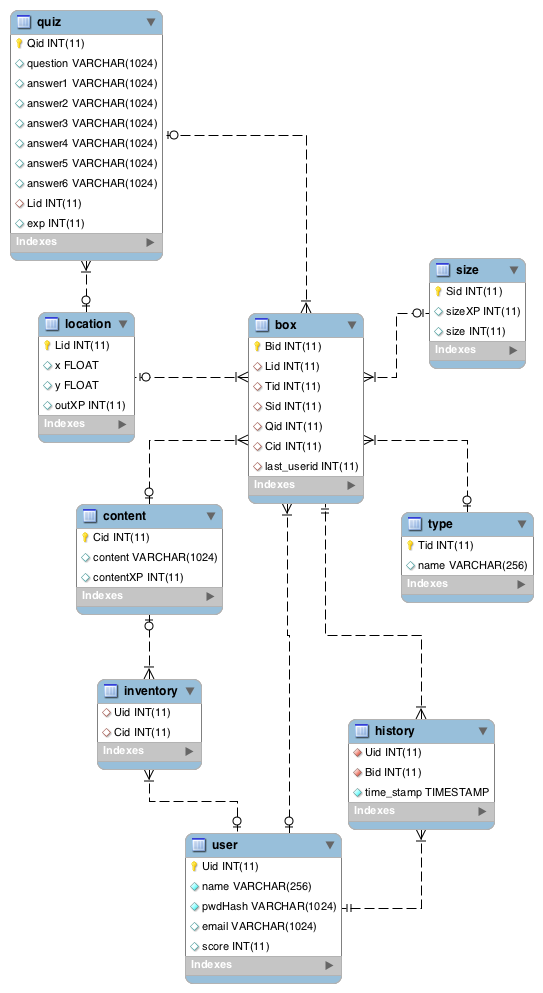 quiz
Qid INT(11)
question VARCHAR(1024)
answer1 VARCHAR(1024)
answer2 VARCHAR(1024)
answer3 VARCHAR(1024)
answer4 VARCHAR(1024)
answer5 VARCHAR(1024)
answer6 VARCHAR(1024)
Lid INT(11)
exp INT(11)
Indexes
size
Sid INT(11)
sizeXP INT(11)
size INT(11)
Indexes
location
Lid INT(11)
x FLOAT
y FLOAT
outXP INT(11)
Indexes
box
Bid INT(11)
Lid INT(11)
Tid INT(11)
Sid INT(11)
Qid INT(11)
Cid INT(11)
last_userid INT(11)
Indexes
content
Cid INT(11)
content VARCHAR(1024)
contentXP INT(11)
Indexes
type
Tid INT(11)
name VARCHAR(256)
Indexes
inventory
Uid INT(11)
Cid INT(11)
Indexes
history
Uid INT(11)
Bid INT(11)
time_stamp TIMESTAMP
Indexes
user
Uid INT(11)
name VARCHAR(256)
pwdHash VARCHAR(1024)
email VARCHAR(1024)
score INT(11)
Indexes